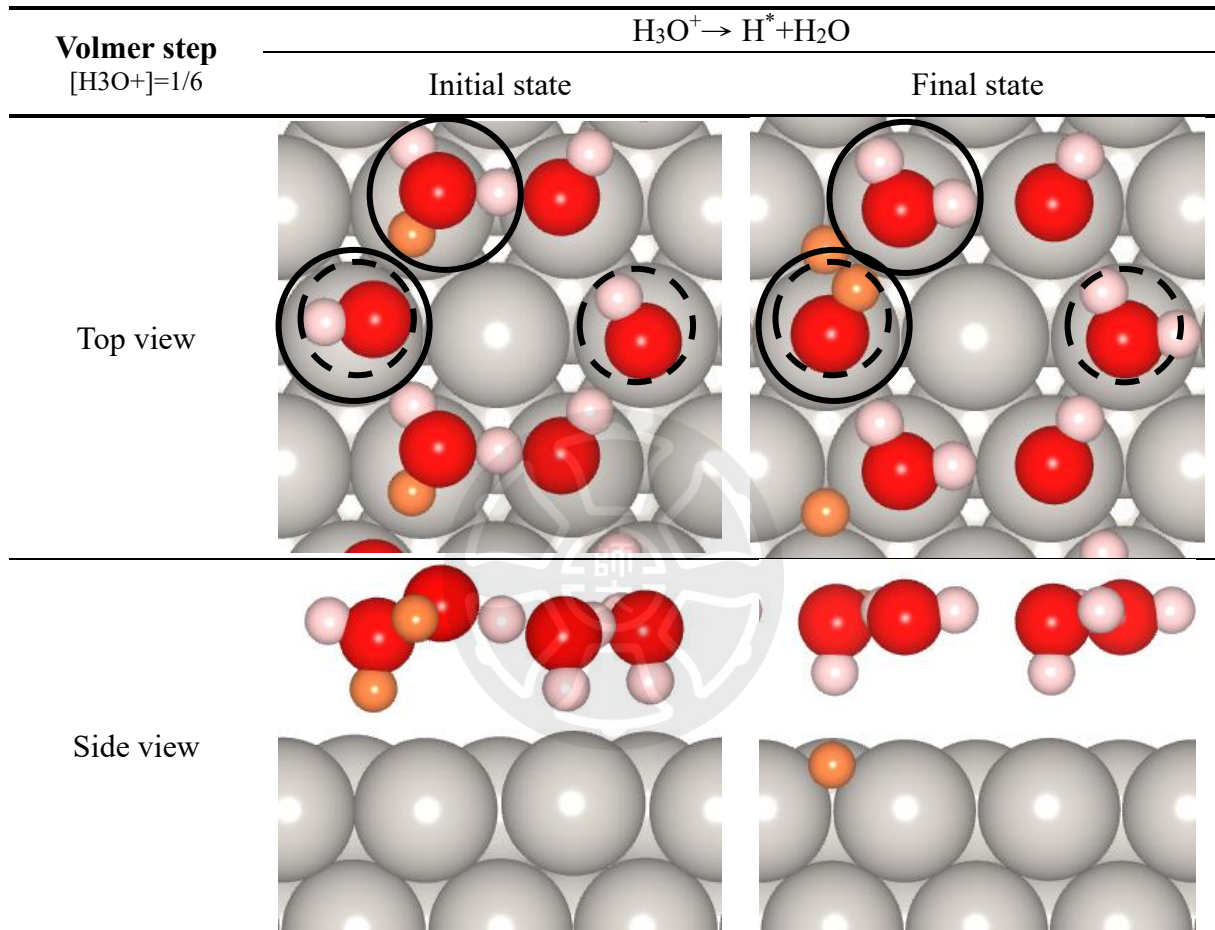 Volmer step
[H3O+]=1/6
H₃O⁺→ H*+H₂O
Initial state
Final state
Top view
Side view